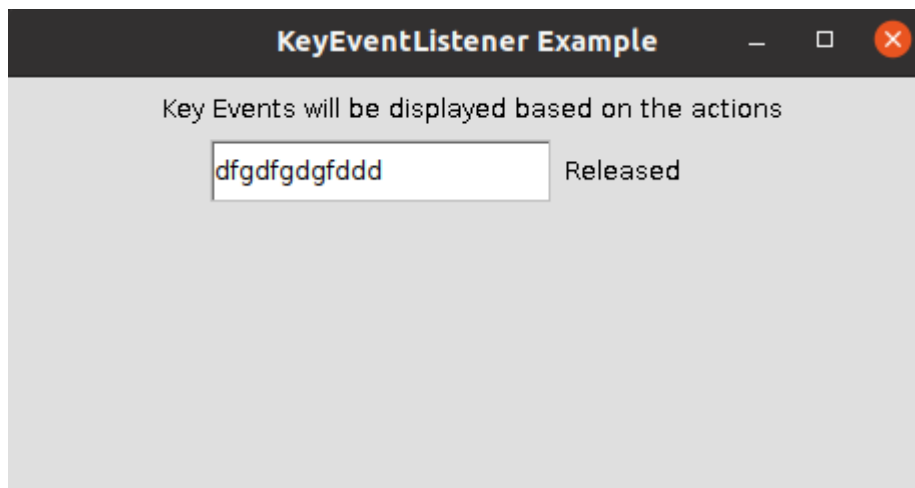 KeyEventListener Example
Key Events will be displayed based on the actions
dfgdfgdgfddd Released